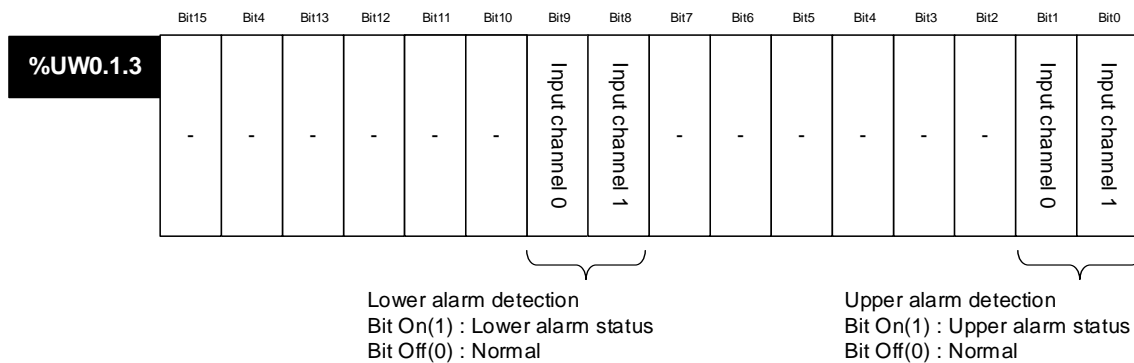 Bit15 Bit4 Bit13 Bit12 Bit11 Bit10 Bit9 Bit8 Bit7 Bit6 Bit5 Bit4 Bit3 Bit2 Bit1 Bit0
%UW0.1.3
- - - - - - Input channel 0 Input channel 1 - - - - - - Input channel 0 Input channel 1
Lower alarm detection
Bit On(1) : Lower alarm status
Bit Off(0) : Normal
Upper alarm detection
Bit On(1) : Upper alarm status
Bit Off(0) : Normal